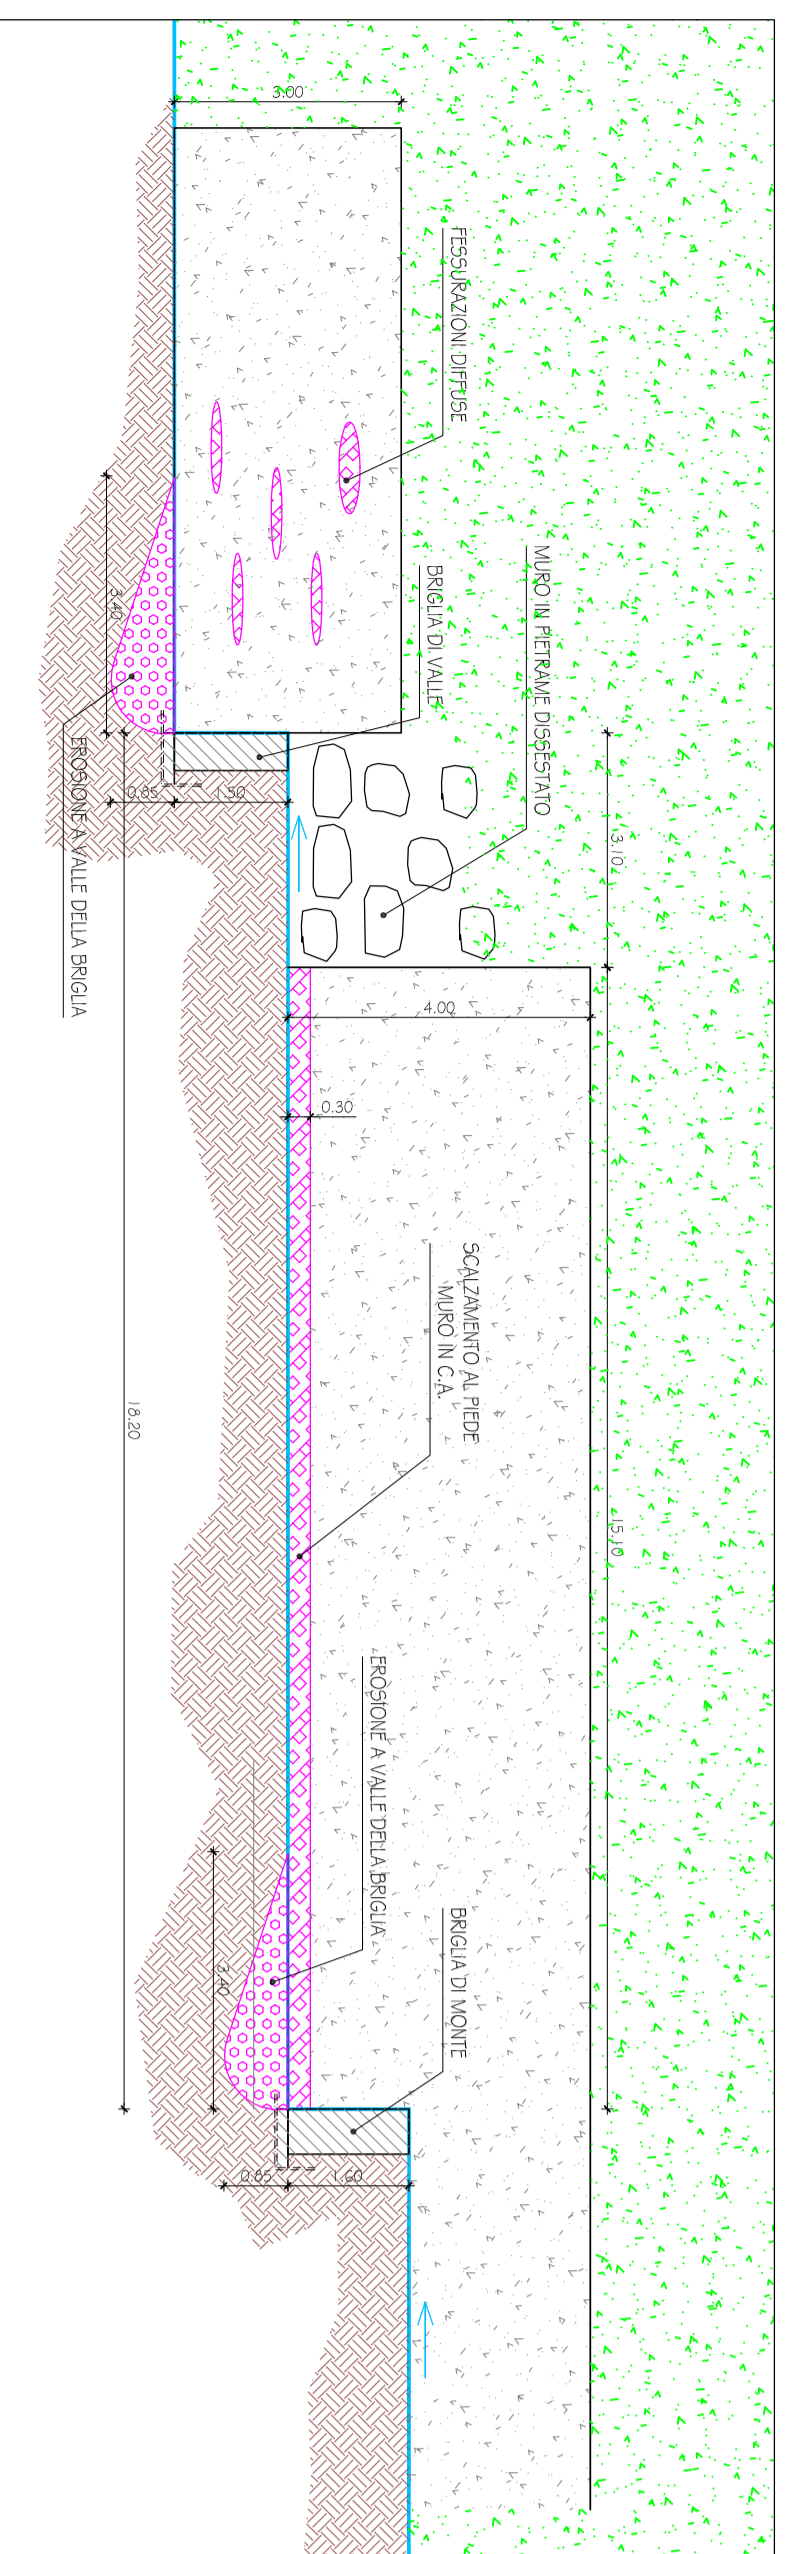 3.00
FESSURAZIONI DIFFUSE
3.40
BRIGLIA DI VALLE
MURO IN PIETRAME DISSESTATO
EROSIONE A VALLE DELLA BRIGLIA
0.85
1.50
3.10
4.00
0.30
SCALZAMENTO AL PIEDE
MURO IN C.A.
18.20
15.10
EROSIONE A VALLE DELLA BRIGLIA
3.40
BRIGLIA DI MONTE
0.85
1.60